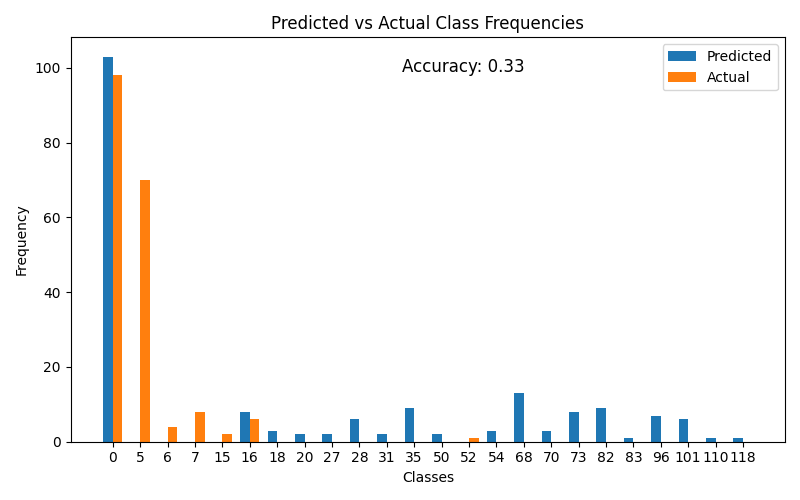 Predicted vs Actual Class Frequencies
Accuracy: 0.33
Predicted
Actual
Frequency
100
80
60
40
20
0
0 5 6 7 15 16 18 20 27 28 31 35 50 52 54 68 70 73 82 83 96 101 110 118
Classes